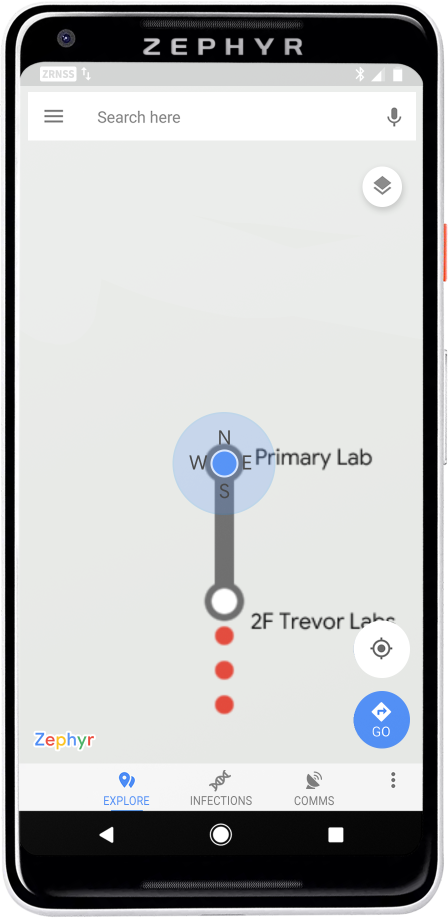 ZEPHYR
ZRNSS
Search here
N
W E Primary Lab
S
2F Trevor Labs
GO
Zephyr
EXPLORE INFECTIONS COMMS